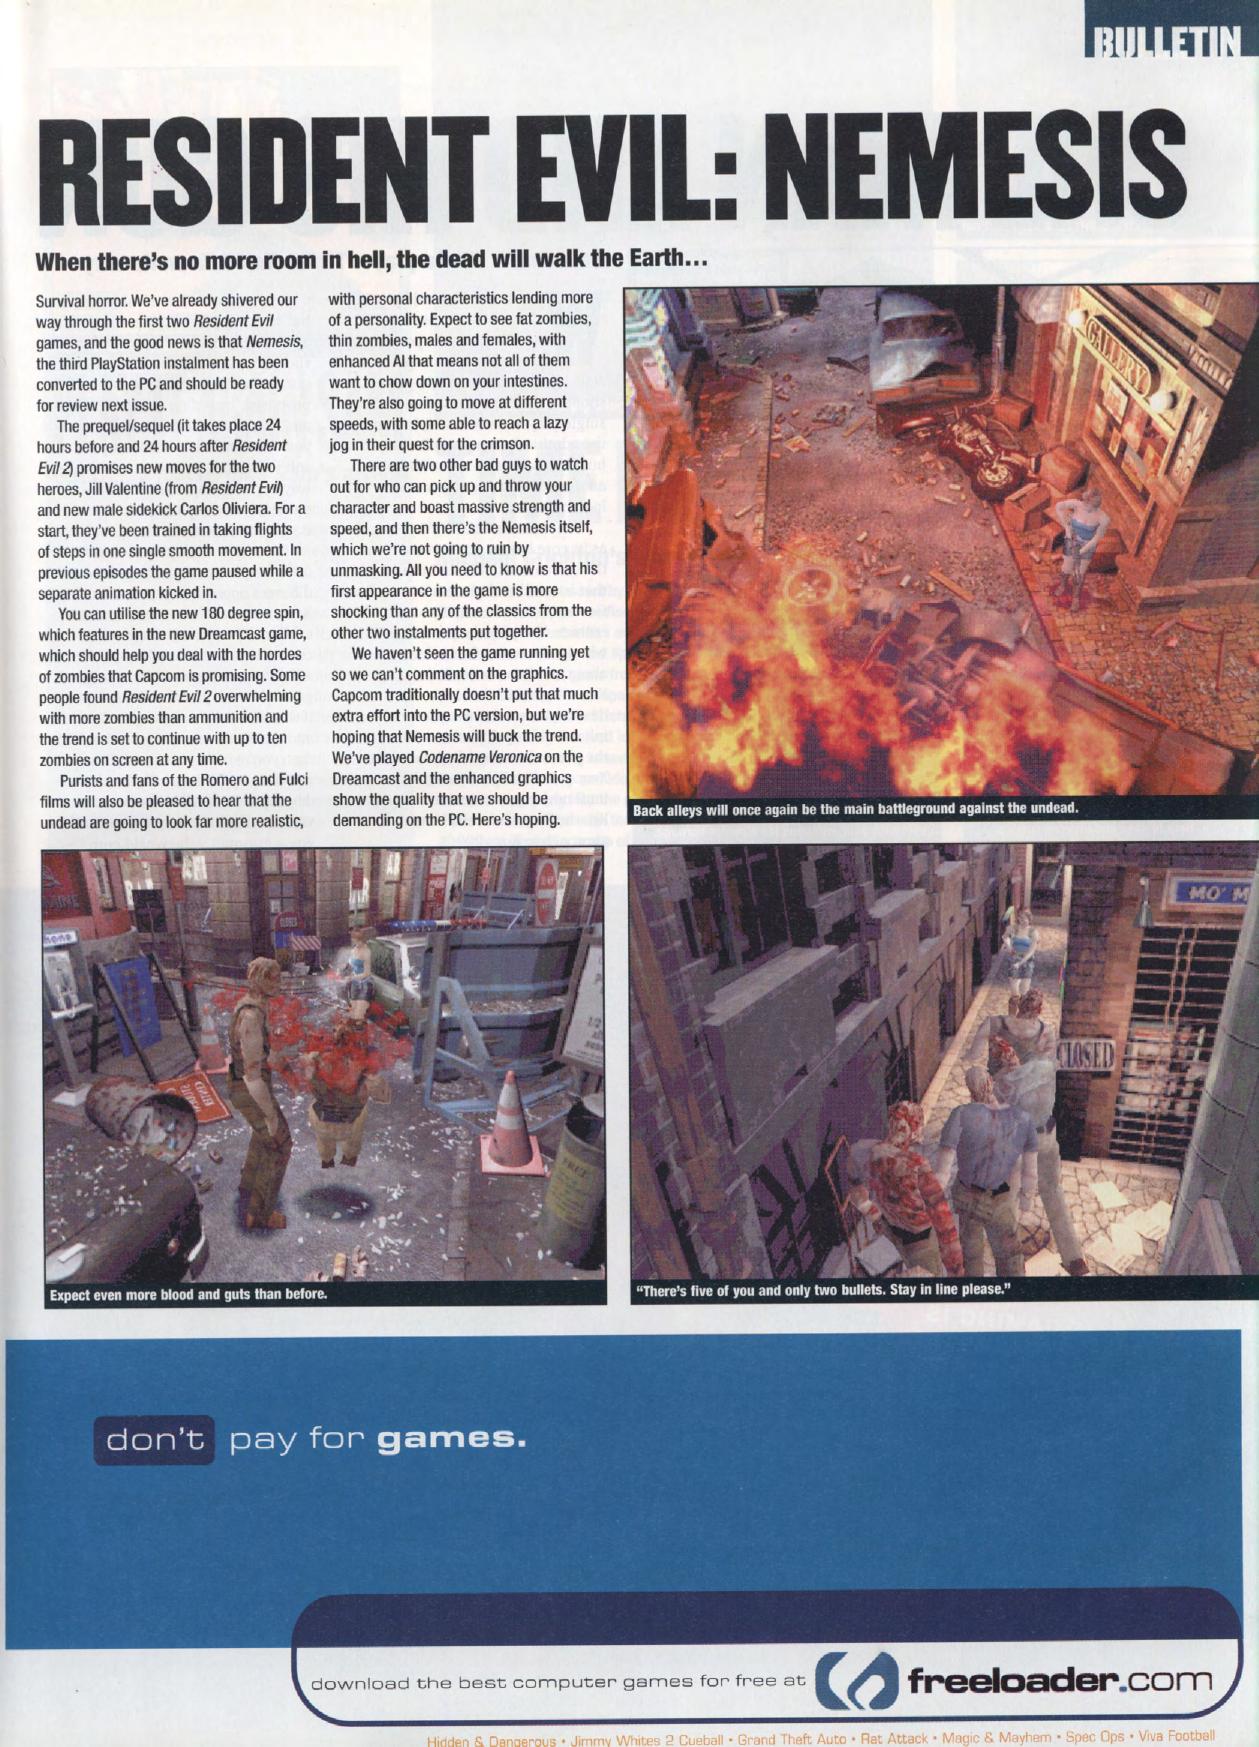 BULLETIN
RESIDENT EVIL: NEMESIS
When there's no more room in hell, the dead will walk the Earth...
Survival horror. We've already shivered our
way through the first two Resident Evil
games, and the good news is that Nemesis,
the third PlayStation instalment has been
converted to the PC and should be ready
for review next issue.
The prequel/sequel (it takes place 24
hours before and 24 hours after Resident
Evil 2) promises new moves for the two
heroes, Jill Valentine (from Resident Evil)
and new male sidekick Carlos Oliviera. For a
start, they've been trained in taking flights
of steps in one single smooth movement. In
previous episodes the game paused while a
separate animation kicked in.
You can utilise the new 180 degree spin,
which features in the new Dreamcast game,
which should help you deal with the hordes
of zombies that Capcom is promising. Some
people found Resident Evil 2 overwhelming
with more zombies than ammunition and
the trend is set to continue with up to ten
zombies on screen at any time.
Purists and fans of the Romero and Fulci
films will also be pleased to hear that the
undead are going to look far more realistic,
with personal characteristics lending more
of a personality. Expect to see fat zombies,
thin zombies, males and females, with
enhanced AI that means not all of them
want to chow down on your intestines.
They're also going to move at different
speeds, with some able to reach a lazy
jog in their quest for the crimson.
There are two other bad guys to watch
out for who can pick up and throw your
character and boast massive strength and
speed, and then there's the Nemesis itself,
which we're not going to ruin by
unmasking. All you need to know is that his
first appearance in the game is more
shocking than any of the classics from the
other two instalments put together.
We haven't seen the game running yet
so we can't comment on the graphics.
Capcom traditionally doesn't put that much
extra effort into the PC version, but we're
hoping that Nemesis will buck the trend.
We've played Codename Veronica on the
Dreamcast and the enhanced graphics
show the quality that we should be
demanding on the PC. Here's hoping.
GALLERY
Back alleys will once again be the main battleground against the undead.
CLOSED
FREE
Expect even more blood and guts than before.
MO' M
CLOSED
"There's five of you and only two bullets. Stay in line please."
don't pay for games.
download the best computer games for free at freeloader.com
Hidden & Dangerous • Jimmy Whites 2 Cueball • Grand Theft Auto • Rat Attack • Magic & Mayhem • Spec Ops • Viva Football